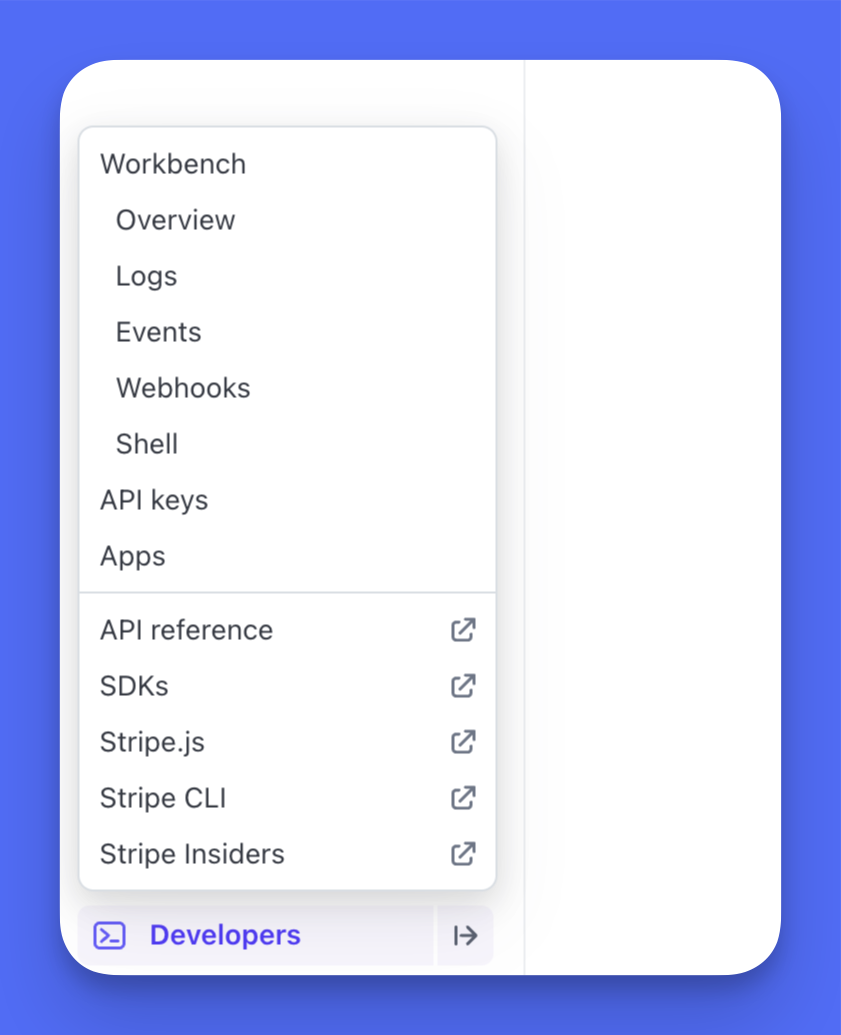 Workbench
Overview
Logs
Events
Webhooks
Shell
API keys
Apps
API reference
SDKs
Stripe.js
Stripe CLI
Stripe Insiders
Developers